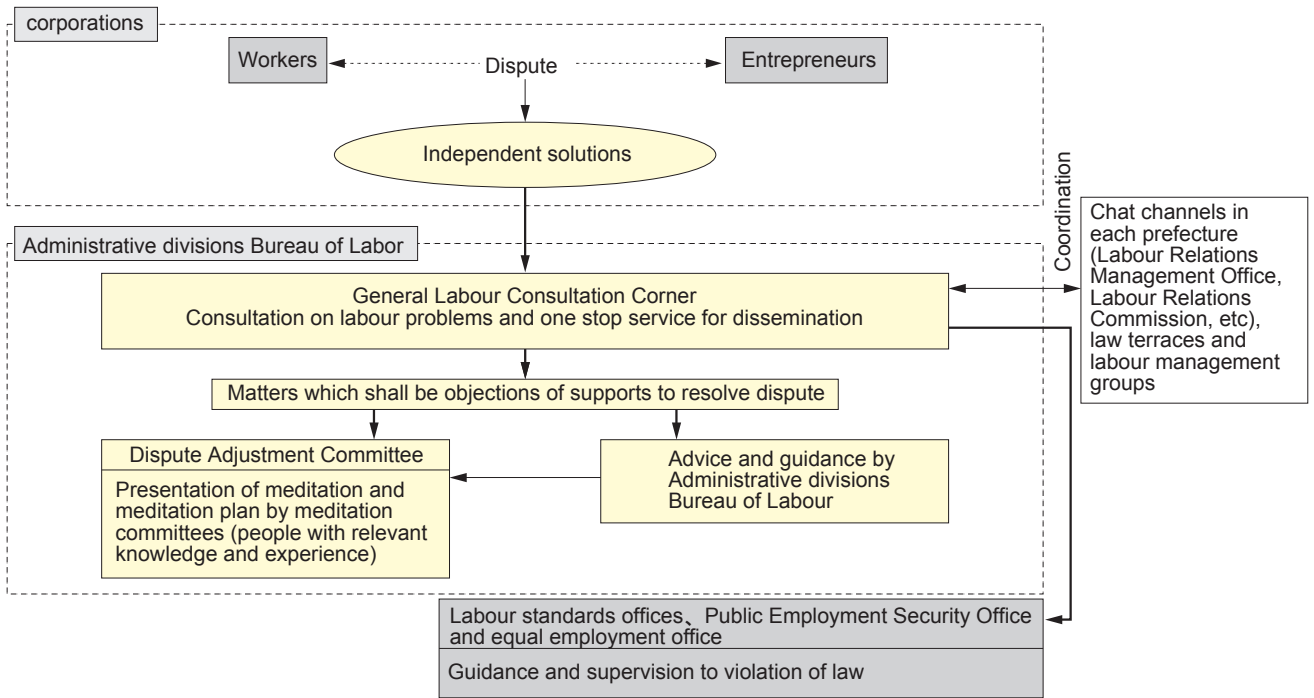 corporations
Workers
Dispute
Entrepreneurs
Independent solutions
Coordination
Chat channels in
each prefecture
(Labour Relations
Management Office,
Labour Relations
Commission, etc),
law terraces and
labour management
groups
Administrative divisions Bureau of Labor
General Labour Consultation Corner
Consultation on labour problems and one stop service for dissemination
Matters which shall be objections of supports to resolve dispute
Dispute Adjustment Committee
Presentation of meditation and
meditation plan by meditation
committees (people with relevant
knowledge and experience)
Advice and guidance by
Administrative divisions
Bureau of Labour
Labour standards offices、Public Employment Security Office
and equal employment office
Guidance and supervision to violation of law